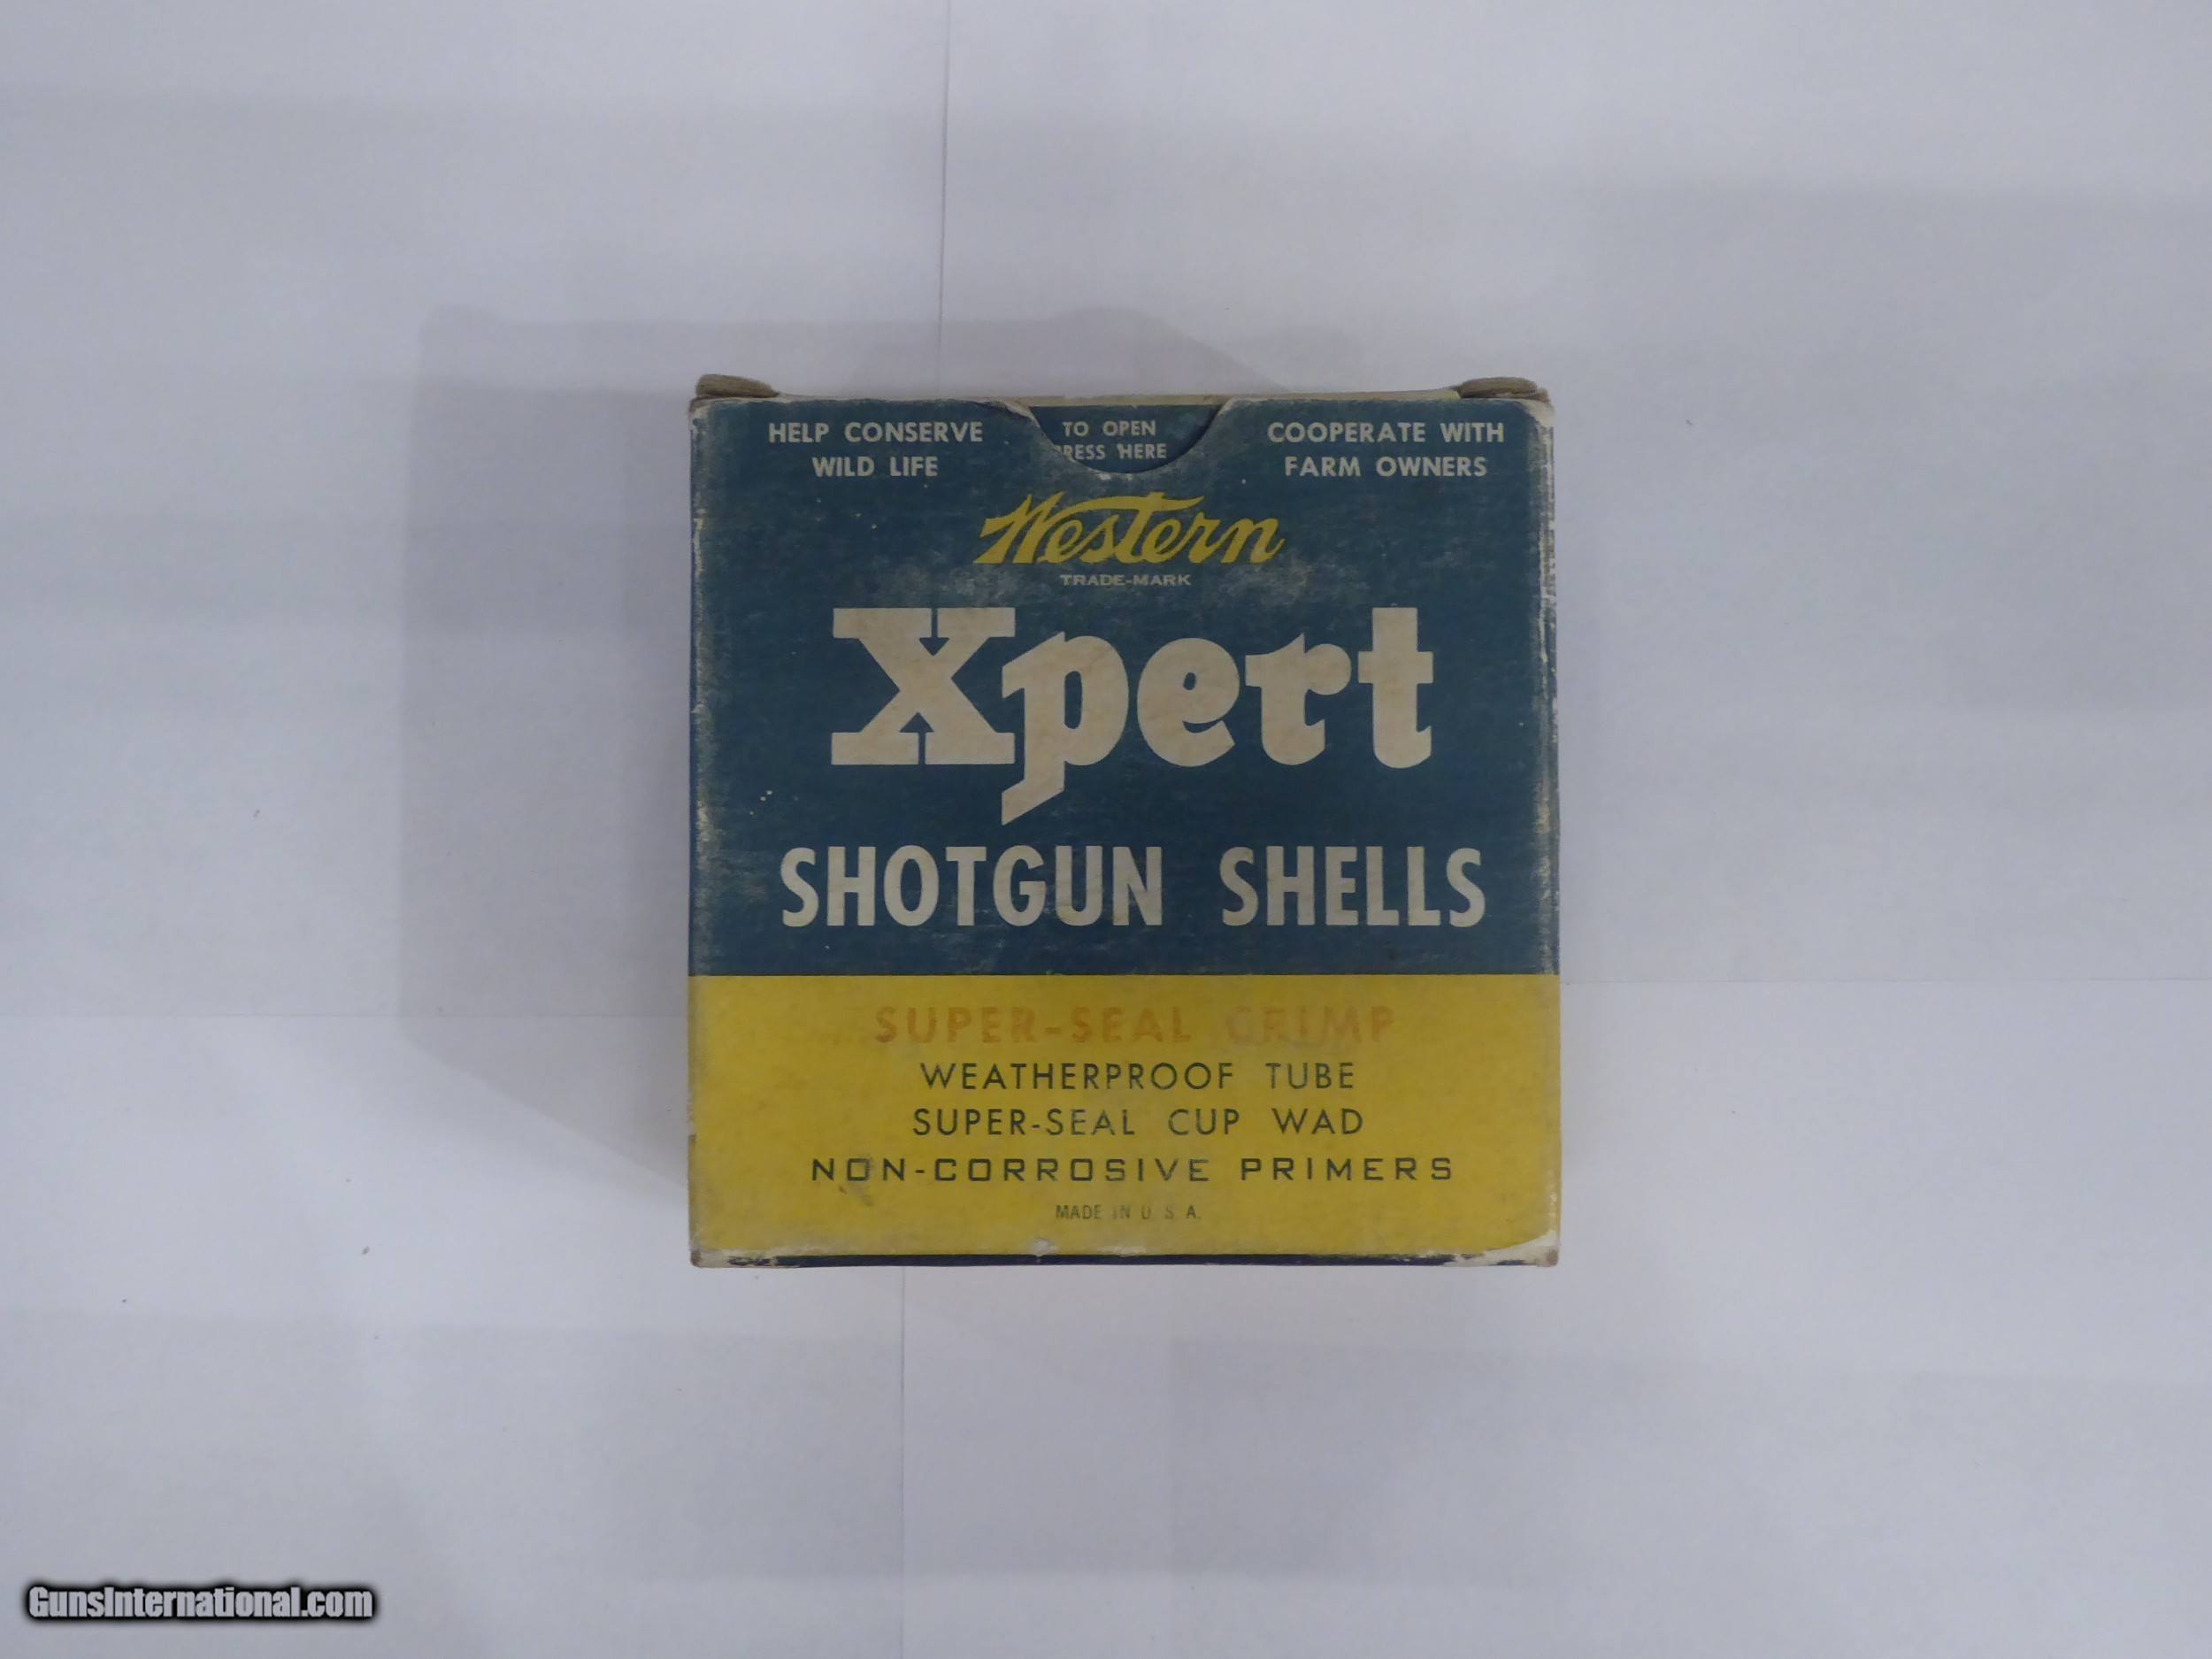 HELP CONSERVE
WILD LIFE
TO OPEN
PRESS HERE
COOPERATE WITH
FARM OWNERS
Western
TRADE-MARK
Xpert
SHOTGUN SHELLS
SUPER-SEAL CRIMP
WEATHERPROOF TUBE
SUPER-SEAL CUP WAD
NON-CORROSIVE PRIMERS
MADE IN U. S. A.
GunsInternational.com